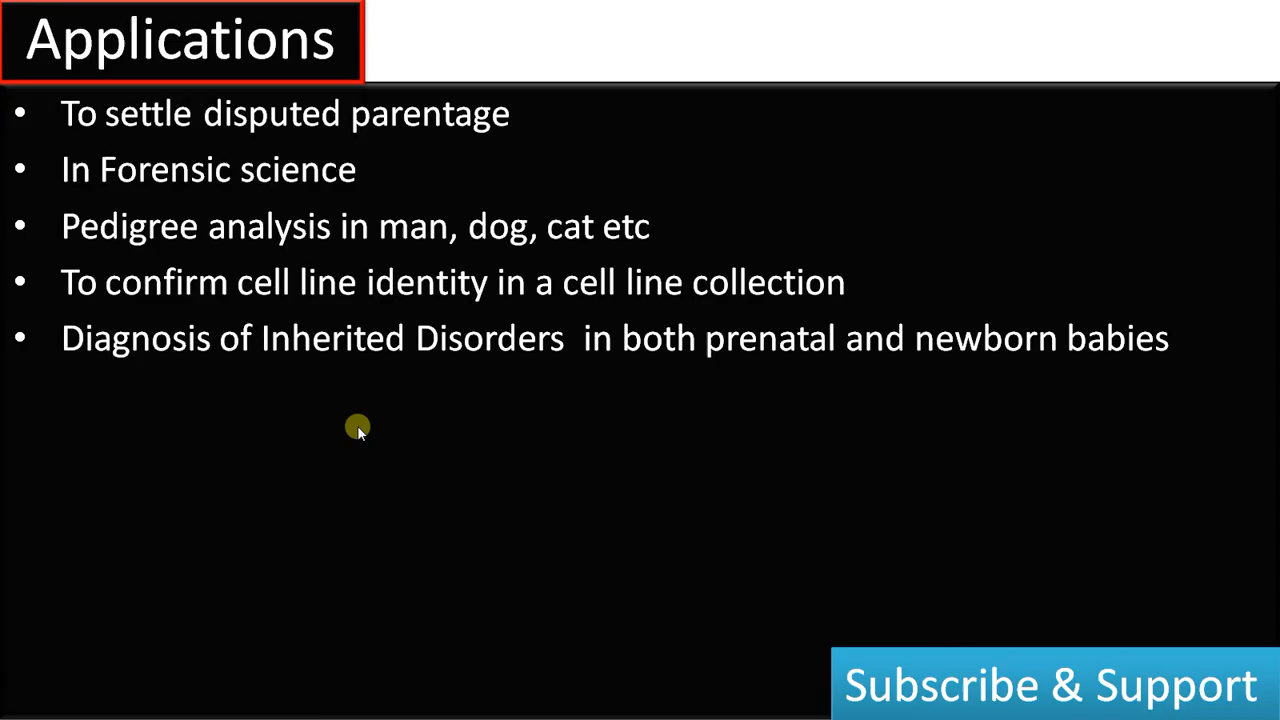 Applications
• To settle disputed parentage
• In Forensic science
• Pedigree analysis in man, dog, cat etc
• To confirm cell line identity in a cell line collection
• Diagnosis of Inherited Disorders  in both prenatal and newborn babies
Subscribe & Support